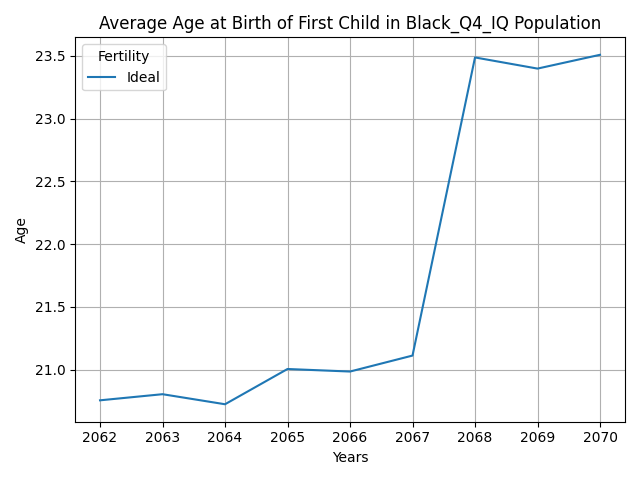 Average Age at Birth of First Child in Black_Q4_IQ Population
Fertility
Ideal
23.5
23.0
22.5
22.0
21.5
21.0
Age
2062 2063 2064 2065 2066 2067 2068 2069 2070
Years